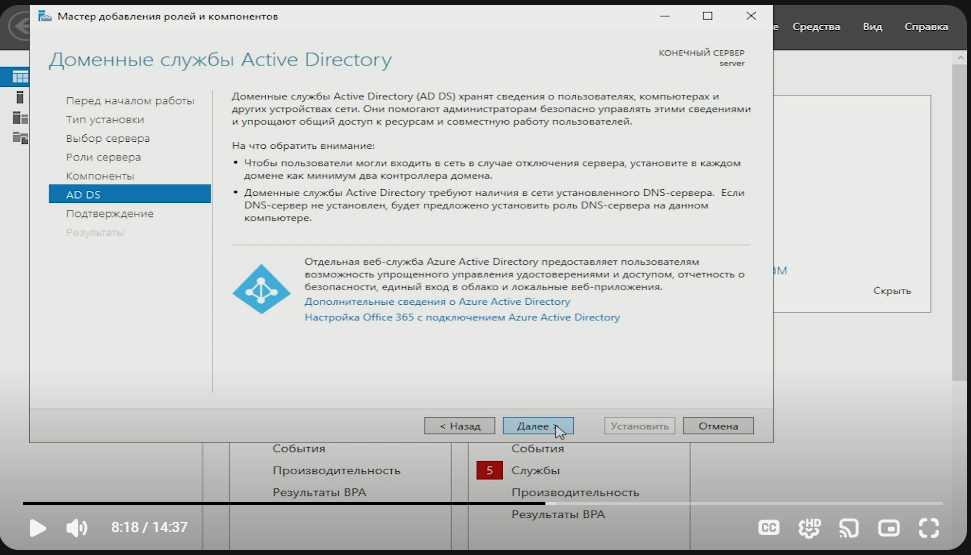 Мастер добавления ролей и компонентов
Средства Вид Справка
Доменные службы Active Directory
КОНЕЧНЫЙ СЕРВЕР
server
Перед началом работы
Тип установки
Выбор сервера
Роли сервера
Компоненты
AD DS
Подтверждение
Результаты
Доменные службы Active Directory (AD DS) хранят сведения о пользователях, компьютерах и
других устройствах сети. Они помогают администраторам безопасно управлять этими сведениями
и упрощают общий доступ к ресурсам и совместную работу пользователей.
На что обратить внимание:
• Чтобы пользователи могли входить в сеть в случае отключения сервера, установите в каждом
домене как минимум два контроллера домена.
• Доменные службы Active Directory требуют наличия в сети установленного DNS-сервера. Если
DNS-сервер не установлен, будет предложено установить роль DNS-сервера на данном
компьютере.
Отдельная веб-служба Azure Active Directory предоставляет пользователям
возможность упрощенного управления удостоверениями и доступом, отчетность о
безопасности, единый вход в облако и локальные веб-приложения.
Дополнительные сведения о Azure Active Directory
Настройка Office 365 с подключением Azure Active Directory
Скрыть
< Назад Далее > Установить Отмена
События
Производительность
Результаты BPA
События
5 Службы
Производительность
Результаты BPA
8:18 / 14:37
CC HD